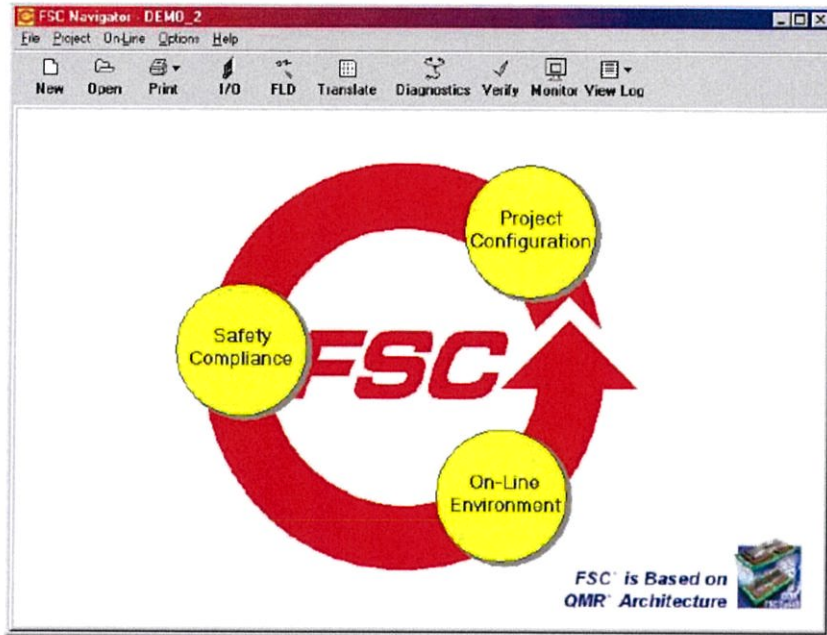 FSC Navigator - DEMO_2
File Project On-Line Options Help
New Open Print I/O FLD Translate Diagnostics Verify Monitor View Log
Project
Configuration
Safety
Compliance
FSC
On-Line
Environment
FSC* is Based on
QMR* Architecture